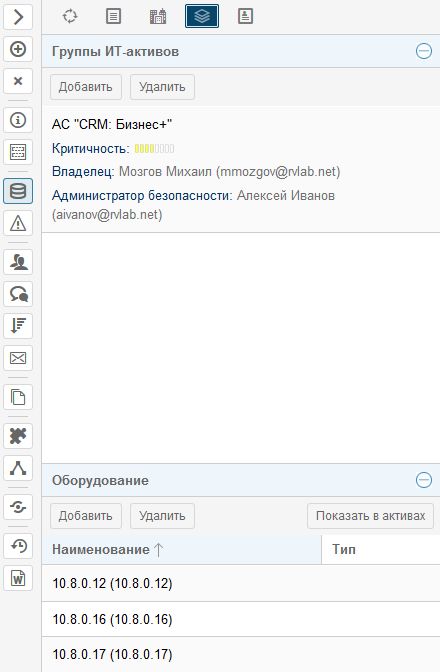 Группы ИТ-активов
Добавить Удалить
АС "CRM: Бизнес+"
Критичность:
Владелец: Мозгов Михаил (mmozgov@rvlab.net)
Администратор безопасности: Алексей Иванов
(aivanov@rvlab.net)
Оборудование
Добавить Удалить Показать в активах
Наименование Тип
10.8.0.12 (10.8.0.12)
10.8.0.16 (10.8.0.16)
10.8.0.17 (10.8.0.17)